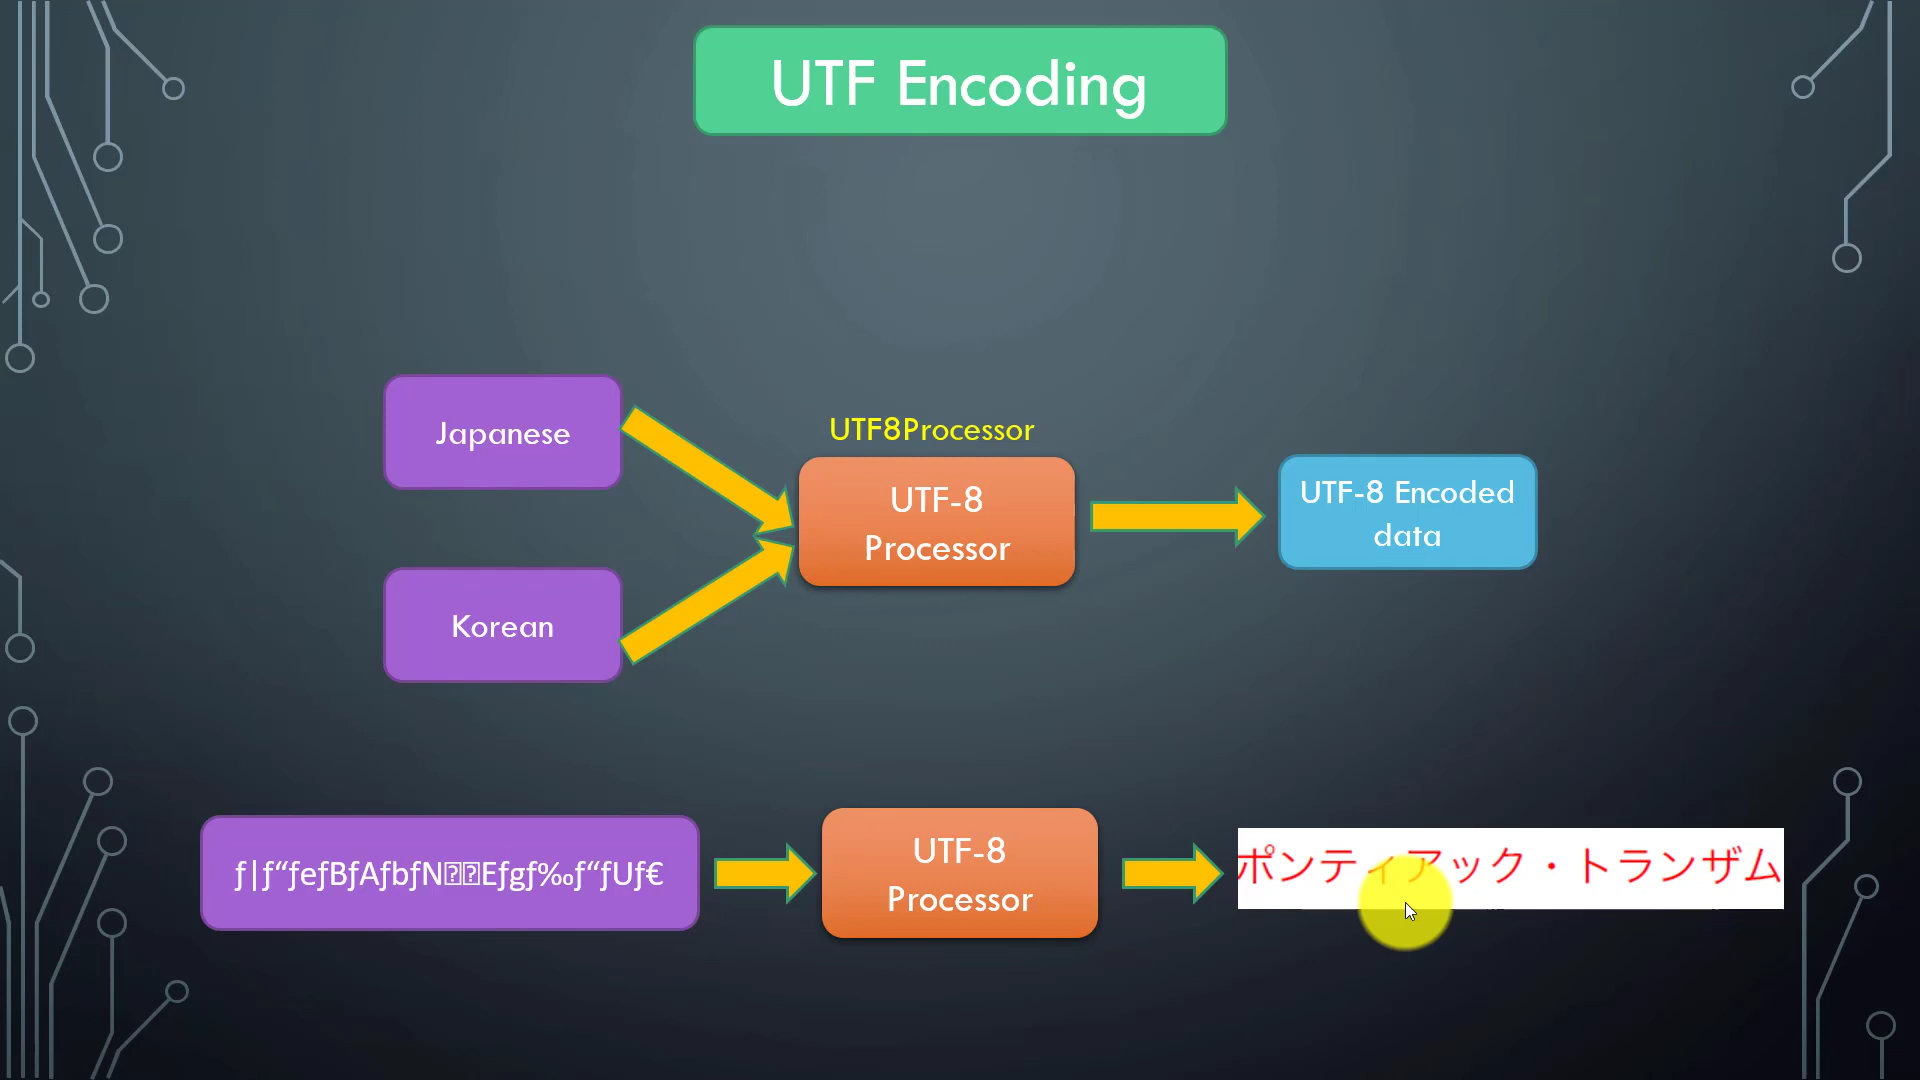 UTF Encoding
Japanese
UTF8Processor
UTF-8
Processor
UTF-8 Encoded
data
Korean
ƒ|ƒ“ƒeƒBƒAƒbƒN⍰⍰Eƒgƒ‰ƒ“ƒUƒ€
UTF-8
Processor
ポンティアック・トランザム